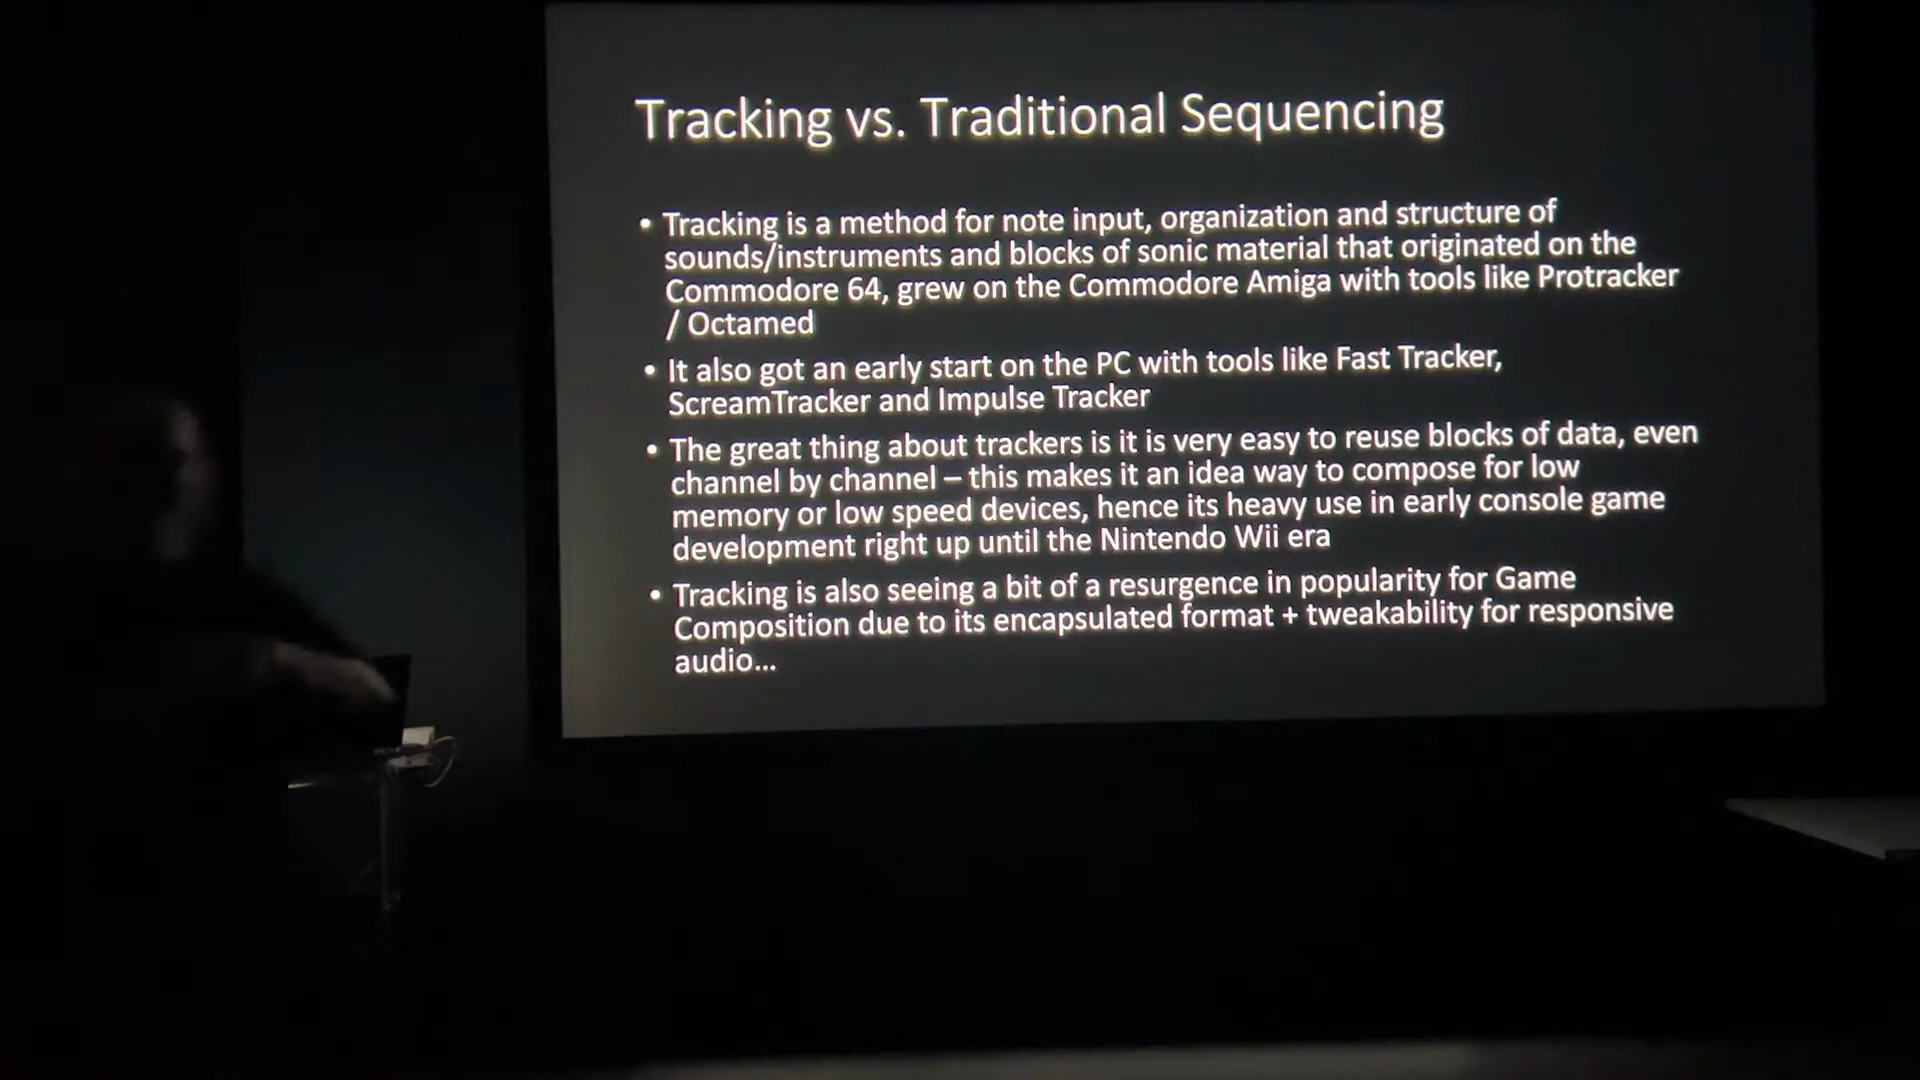 Tracking vs. Traditional Sequencing
• Tracking is a method for note input, organization and structure of
sounds/instruments and blocks of sonic material that originated on the
Commodore 64, grew on the Commodore Amiga with tools like Protracker
/ Octamed
• It also got an early start on the PC with tools like Fast Tracker,
ScreamTracker and Impulse Tracker
• The great thing about trackers is it is very easy to reuse blocks of data, even
channel by channel – this makes it an idea way to compose for low
memory or low speed devices, hence its heavy use in early console game
development right up until the Nintendo Wii era
• Tracking is also seeing a bit of a resurgence in popularity for Game
Composition due to its encapsulated format + tweakability for responsive
audio...